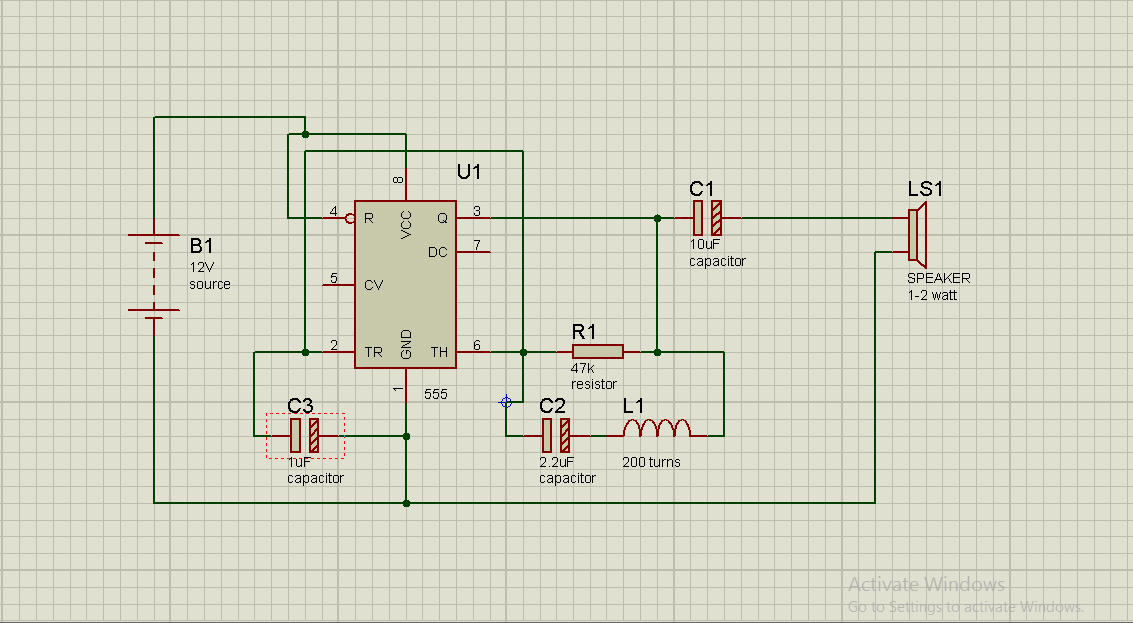 U1
8
4
R
VCC
Q
3
C1
LS1
DC
7
10uF
capacitor
B1
12V
source
5
CV
SPEAKER
1-2 watt
R1
2
TR
GND
TH
6
47k
resistor
1
555
C3
1uF
capacitor
C2
2.2uF
capacitor
L1
200 turns
Activate Windows
Go to Settings to activate Windows.